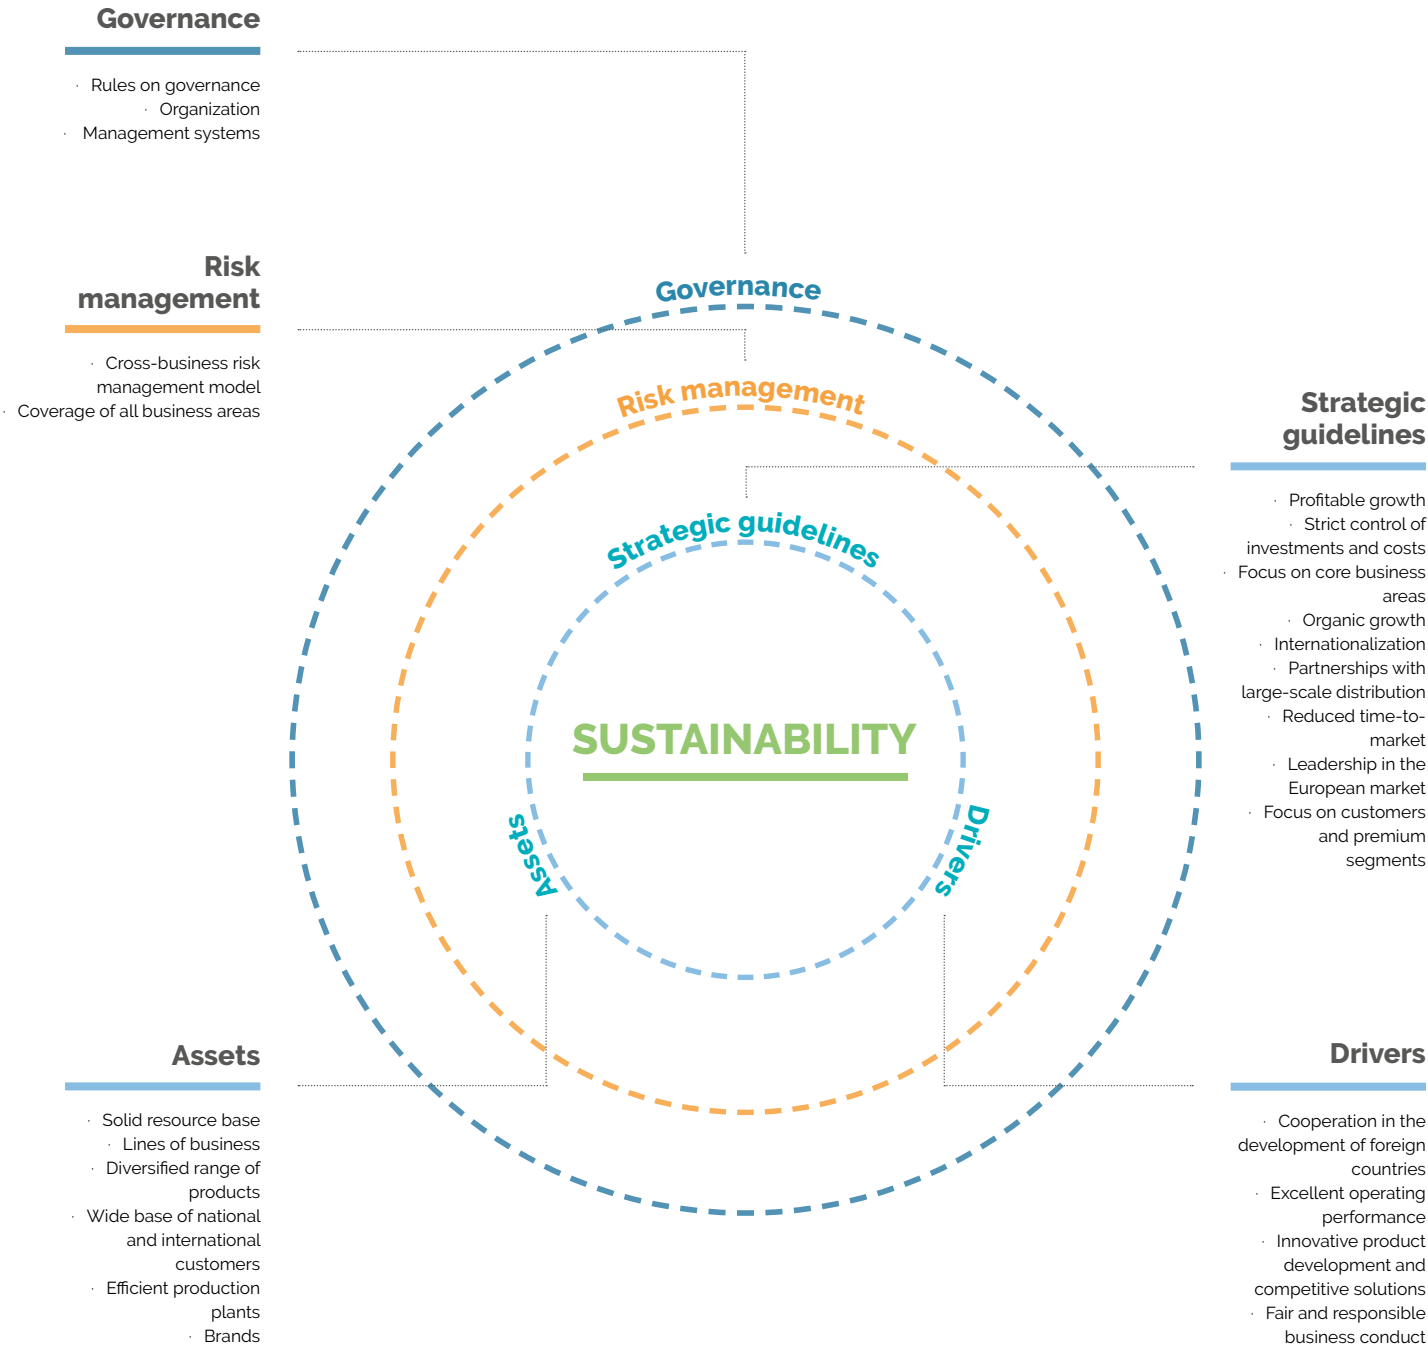 Governance
· Rules on governance
· Organization
· Management systems
Risk
management
· Cross-business risk
management model
· Coverage of all business areas
Governance
Risk management
Strategic guidelines
SUSTAINABILITY
Assets
Drivers
Strategic
guidelines
· Profitable growth
· Strict control of
investments and costs
· Focus on core business
areas
· Organic growth
· Internationalization
· Partnerships with
large-scale distribution
· Reduced time-to-
market
· Leadership in the
European market
· Focus on customers
and premium
segments
Assets
· Solid resource base
· Lines of business
· Diversified range of
products
· Wide base of national
and international
customers
· Efficient production
plants
· Brands
Drivers
· Cooperation in the
development of foreign
countries
· Excellent operating
performance
· Innovative product
development and
competitive solutions
· Fair and responsible
business conduct